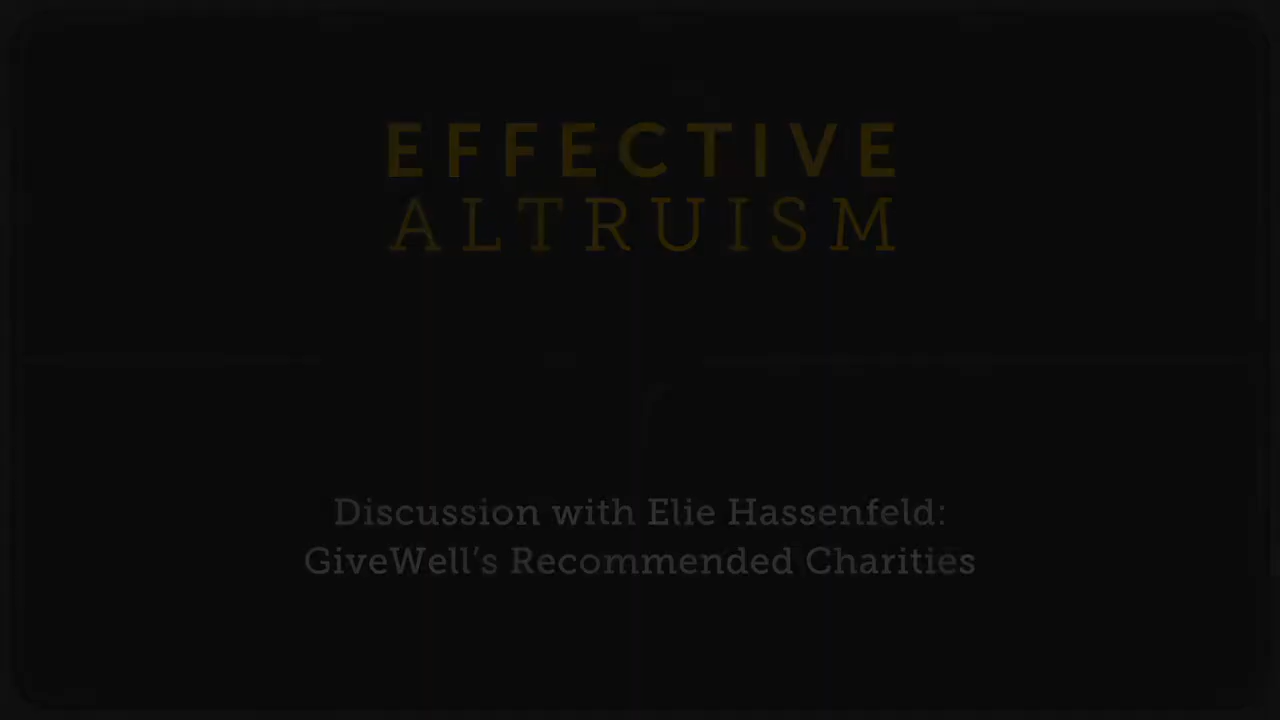 EFFECTIVE
ALTRUISM
Discussion with Elie Hassenfeld:
GiveWell’s Recommended Charities